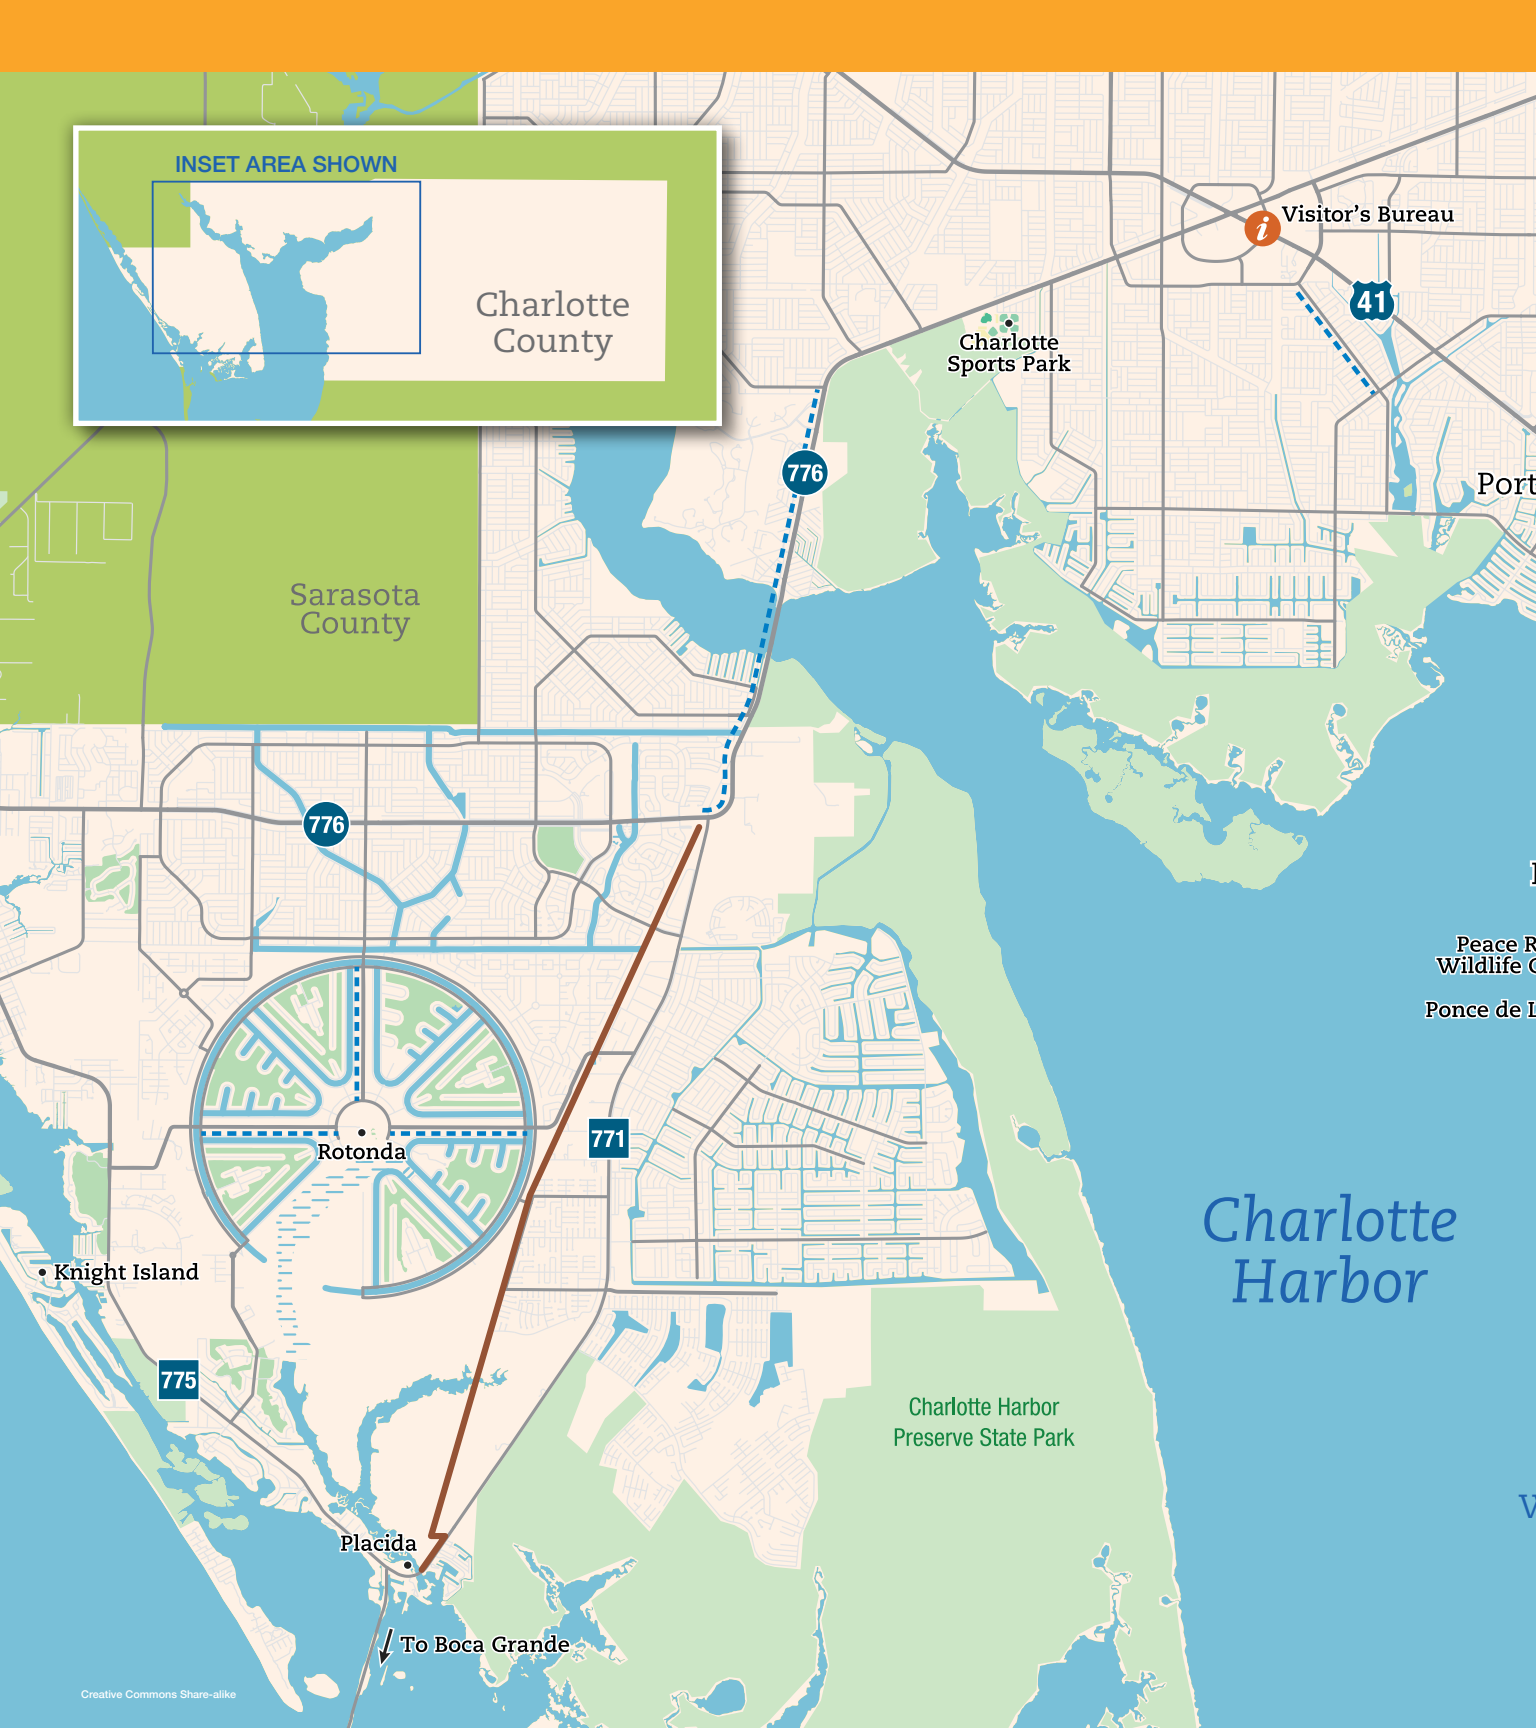 INSET AREA SHOWN
Charlotte
County
i
Visitor's Bureau
41
Charlotte
Sports Park
776
Port
Sarasota
County
776
Peace R
Wildlife
Ponce de L
771
Rotonda
Charlotte
Harbor
Knight Island
775
Charlotte Harbor
Preserve State Park
Placida
To Boca Grande
Creative Commons Share-alike